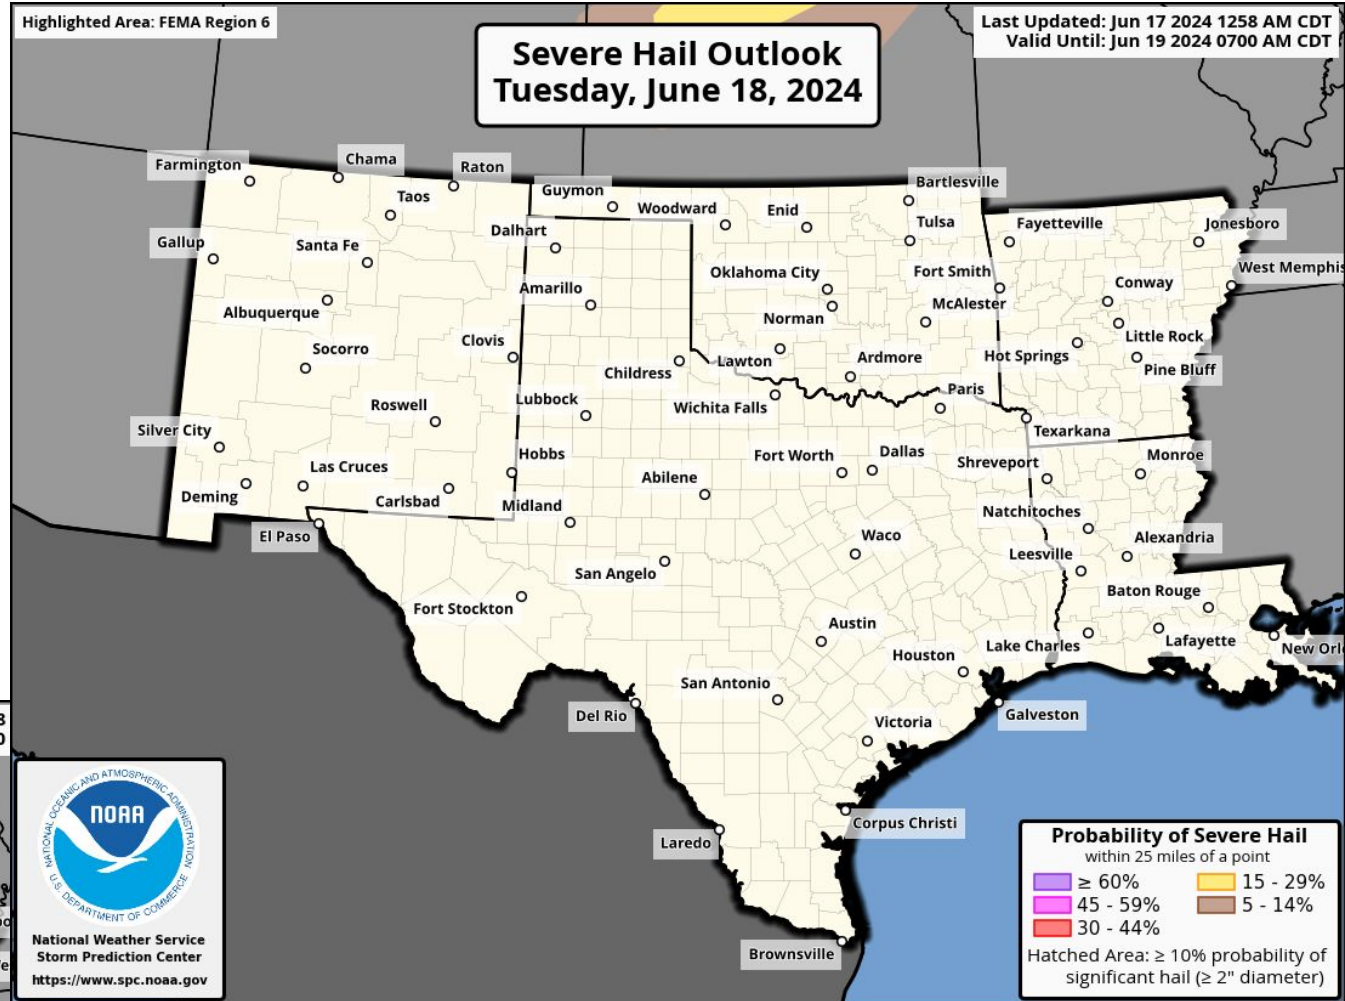 Highlighted Area: FEMA Region 6
Severe Hail Outlook
Tuesday, June 18, 2024
Last Updated: Jun 17 2024 1258 AM CDT
Valid Until: Jun 19 2024 0700 AM CDT
Farmington
Chama
Raton
Taos
Guymon
Woodward
Enid
Bartlesville
Tulsa
Fayetteville
Jonesboro
Gallup
Santa Fe
Dalhart
Oklahoma City
Fort Smith
West Memphis
Amarillo
Conway
Albuquerque
Norman
McAlester
Little Rock
Socorro
Clovis
Childress
Lawton
Ardmore
Hot Springs
Pine Bluff
Roswell
Lubbock
Wichita Falls
Paris
Silver City
Texarkana
Las Cruces
Hobbs
Fort Worth
Dallas
Shreveport
Monroe
Deming
Carlsbad
Midland
Abilene
Natchitoches
El Paso
Waco
Leesville
Alexandria
San Angelo
Fort Stockton
Baton Rouge
Austin
Houston
Lake Charles
Lafayette
New Orl
San Antonio
Del Rio
Victoria
Galveston
Laredo
Corpus Christi
Brownsville
8
0
NATIONAL OCEANIC AND ATMOSPHERIC ADMINISTRATION
NOAA
U.S. DEPARTMENT OF COMMERCE
National Weather Service
Storm Prediction Center
https://www.spc.noaa.gov
Probability of Severe Hail
within 25 miles of a point
≥ 60%
15 - 29%
45 - 59%
5 - 14%
30 - 44%
Hatched Area: ≥ 10% probability of
significant hail (≥ 2" diameter)